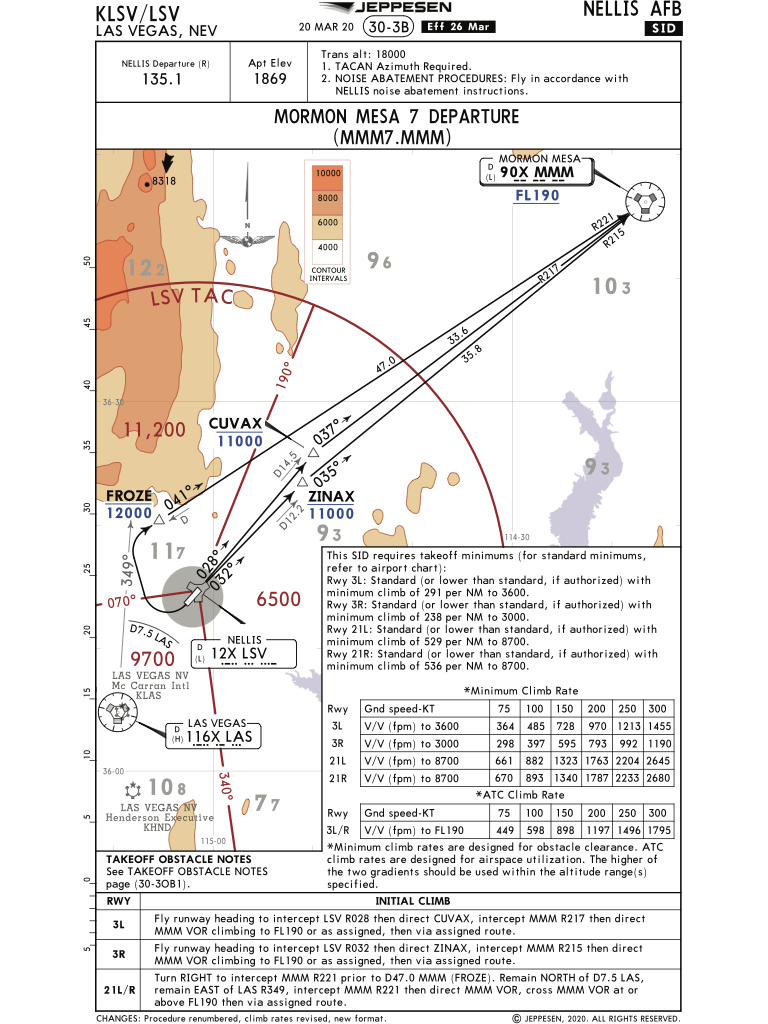 KLSV/LSV
LAS VEGAS, NEV
JEPPESEN
20 MAR 20
30-3B
Eff 26 Mar
NELLIS AFB
SID
NELLIS Departure (R)
135.1
Apt Elev
1869
Trans alt: 18000
1. TACAN Azimuth Required.
2. NOISE ABATEMENT PROCEDURES: Fly in accordance with
NELLIS noise abatement instructions.
MORMON MESA 7 DEPARTURE
(MMM7.MMM)
8318
N
10000
8000
6000
4000
CONTOUR
INTERVALS
MORMON MESA
D
(L)
90X MMM
FL190
R221
R215
R217
122
96
103
LSV TAC
50
45
40
35
30
25
20
15
10
5
0
5
190°
47.0
33.6
35.8
36-30
11,200
CUVAX
11000
037°
D14.5
035°
93
FROZE
12000
041°
D
ZINAX
11000
D12.2
93
114-30
117
349°
028°
032°
070°
6500
D7.5 LAS
9700
NELLIS
D
(L)
12X LSV
LAS VEGAS NV
Mc Carran Intl
KLAS
LAS VEGAS
D
(H)
116X LAS
36-00
108
LAS VEGAS NV
Henderson Executive
KHND
340°
77
115-00
This SID requires takeoff minimums (for standard minimums,
refer to airport chart):
Rwy 3L: Standard (or lower than standard, if authorized) with
minimum climb of 291 per NM to 3600.
Rwy 3R: Standard (or lower than standard, if authorized) with
minimum climb of 238 per NM to 3000.
Rwy 21L: Standard (or lower than standard, if authorized) with
minimum climb of 529 per NM to 8700.
Rwy 21R: Standard (or lower than standard, if authorized) with
minimum climb of 536 per NM to 8700.
*Minimum Climb Rate
Rwy Gnd speed-KT 75 100 150 200 250 300
3L V/V (fpm) to 3600 364 485 728 970 1213 1455
3R V/V (fpm) to 3000 298 397 595 793 992 1190
21L V/V (fpm) to 8700 661 882 1323 1763 2204 2645
21R V/V (fpm) to 8700 670 893 1340 1787 2233 2680
*ATC Climb Rate
Rwy Gnd speed-KT 75 100 150 200 250 300
3L/R V/V (fpm) to FL190 449 598 898 1197 1496 1795
*Minimum climb rates are designed for obstacle clearance. ATC
climb rates are designed for airspace utilization. The higher of
the two gradients should be used within the altitude range(s)
specified.
TAKEOFF OBSTACLE NOTES
See TAKEOFF OBSTACLE NOTES
page (30-3OB1).
RWY INITIAL CLIMB
3L
Fly runway heading to intercept LSV R028 then direct CUVAX, intercept MMM R217 then direct
MMM VOR climbing to FL190 or as assigned, then via assigned route.
3R
Fly runway heading to intercept LSV R032 then direct ZINAX, intercept MMM R215 then direct
MMM VOR climbing to FL190 or as assigned, then via assigned route.
21L/R
Turn RIGHT to intercept MMM R221 prior to D47.0 MMM (FROZE). Remain NORTH of D7.5 LAS,
remain EAST of LAS R349, intercept MMM R221 then direct MMM VOR, cross MMM VOR at or
above FL190 then via assigned route.
CHANGES: Procedure renumbered, climb rates revised, new format.
© JEPPESEN, 2020. ALL RIGHTS RESERVED.